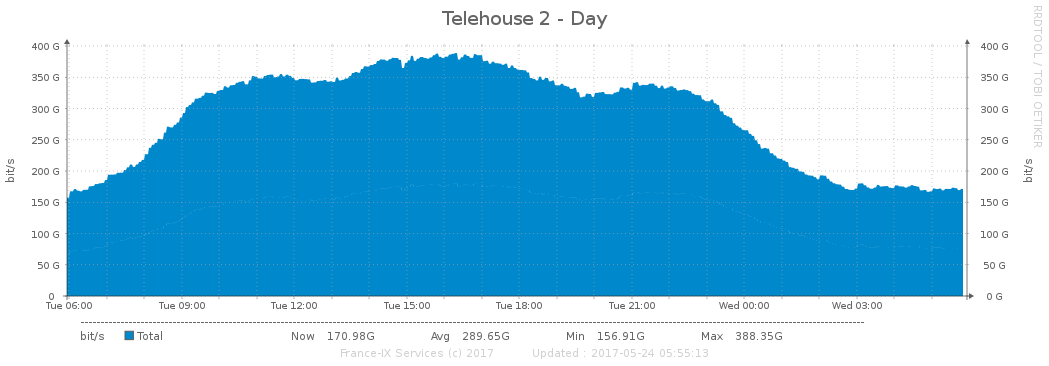 Telehouse 2 - Day
RRDTOOL / TOBI OETIKER
bit/s
bit/s
400 G 400 G
350 G 350 G
300 G 300 G
250 G 250 G
200 G 200 G
150 G 150 G
100 G 100 G
50 G 50 G
0 0 G
Tue 06:00 Tue 09:00 Tue 12:00 Tue 15:00 Tue 18:00 Tue 21:00 Wed 00:00 Wed 03:00
bit/s Total Now 170.98G Avg 289.65G Min 156.91G Max 388.35G
France-IX Services (c) 2017 Updated : 2017-05-24 05:55:13